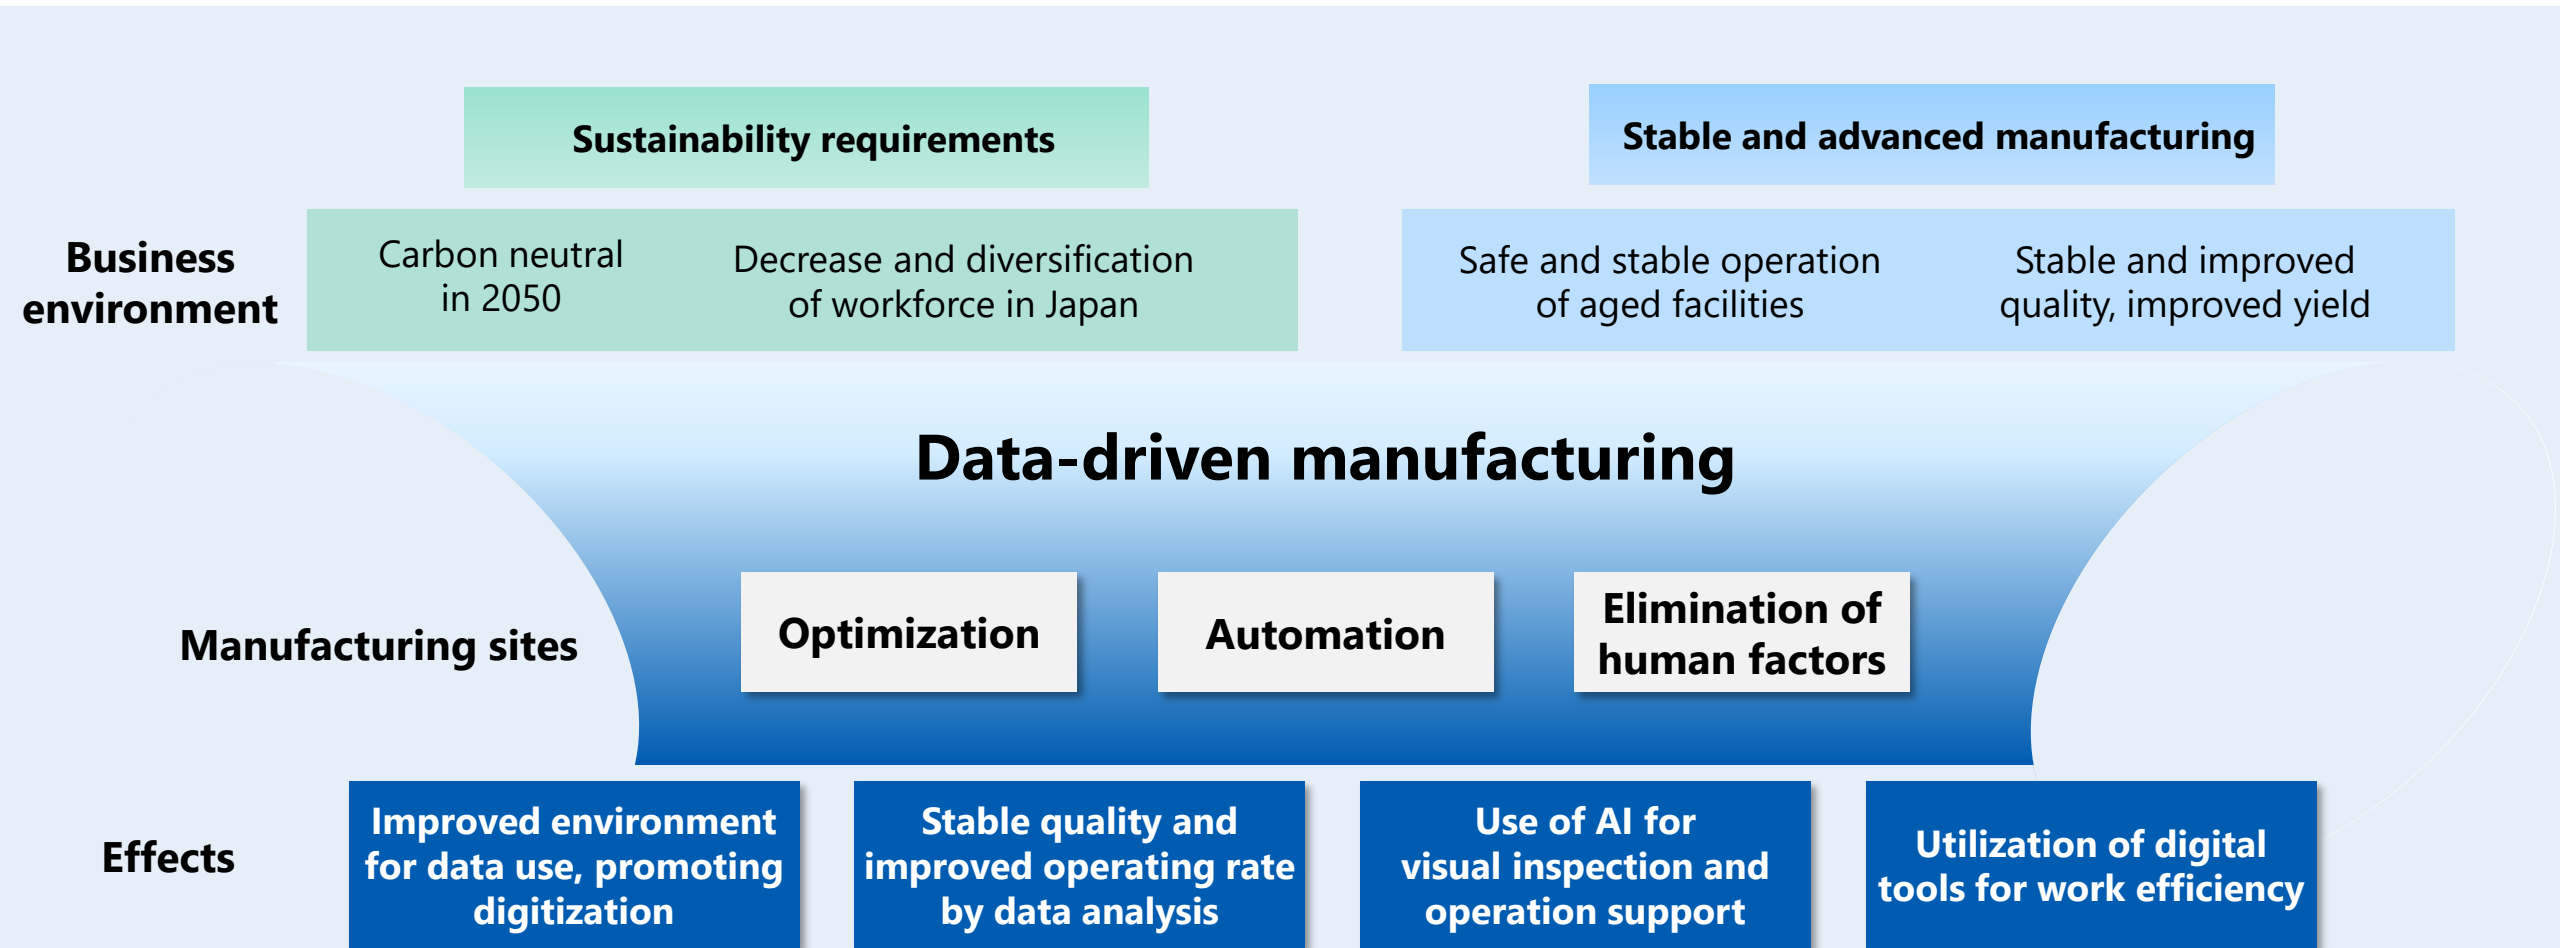 Sustainability requirements
Stable and advanced manufacturing
Business
environment
Carbon neutral
in 2050
Decrease and diversification
of workforce in Japan
Safe and stable operation
of aged facilities
Stable and improved
quality, improved yield
Data-driven manufacturing
Manufacturing sites
Optimization
Automation
Elimination of
human factors
Effects
Improved environment
for data use, promoting
digitization
Stable quality and
improved operating rate
by data analysis
Use of AI for
visual inspection and
operation support
Utilization of digital
tools for work efficiency